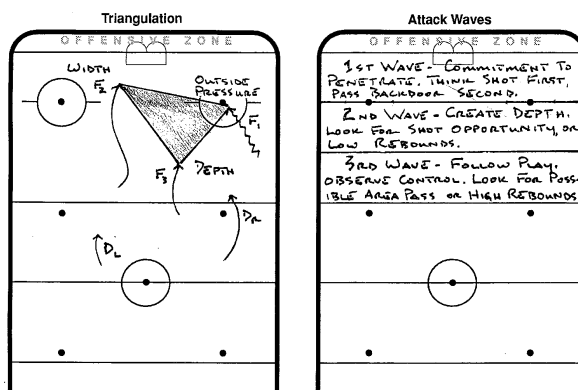 Triangulation
OFFENSIVE ZONE
WIDTH
F2
OUTSIDE
PRESSURE
F1
F3
DEPTH
DR
DL
Attack Waves
OFFENSIVE ZONE
1ST WAVE - COMMITMENT TO
PENETRATE. THINK SHOT FIRST,
PASS BACKDOOR SECOND.
2ND WAVE - CREATE DEPTH.
LOOK FOR SHOT OPPORTUNITY, OR
LOW REBOUNDS.
3RD WAVE - FOLLOW PLAY.
OBSERVE CONTROL. LOOK FOR POSS-
IBLE AREA PASS OR HIGH REBOUNDS